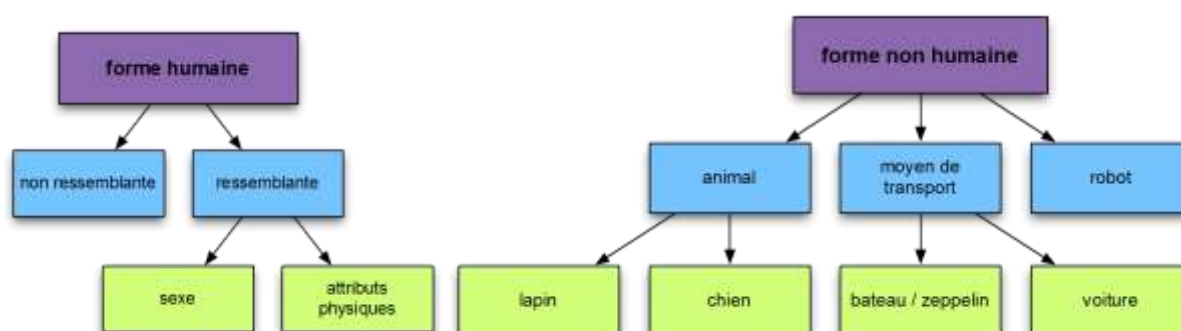 forme humaine
forme non humaine
non ressemblante
ressemblante
animal
moyen de
transport
robot
sexe
attributs
physiques
lapin
chien
bateau / zeppelin
voiture